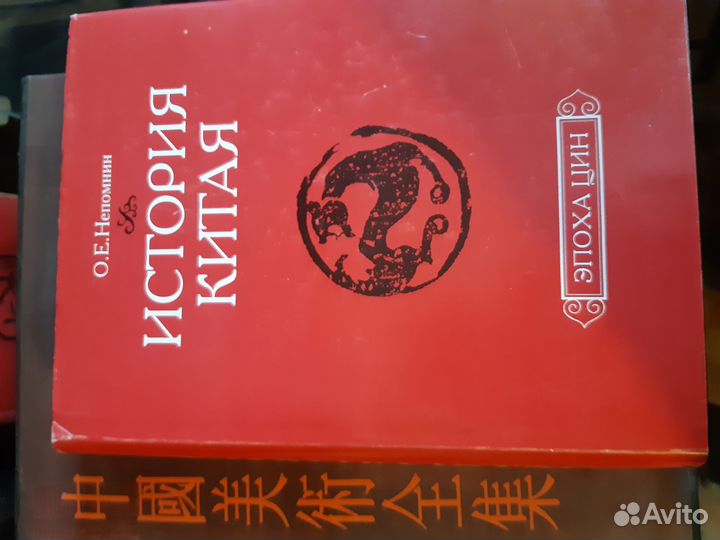 О.Е.Непомнин
ИСТОРИЯ
КИТАЯ
ЭПОХА ЦИН
中國美術全集
Avito